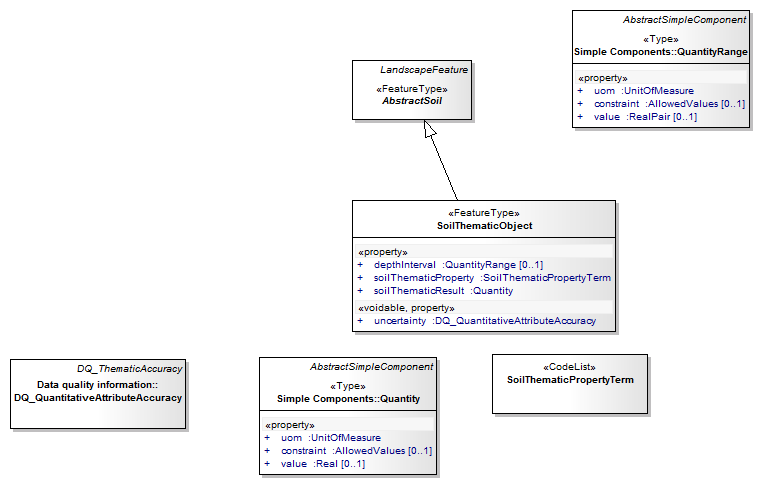 AbstractSimpleComponent
«Type»
Simple Components::QuantityRange
«property»
+ uom :UnitOfMeasure
+ constraint :AllowedValues [0..1]
+ value :RealPair [0..1]
LandscapeFeature
«FeatureType»
AbstractSoil
«FeatureType»
SoilThematicObject
«property»
+ depthInterval :QuantityRange [0..1]
+ soilThematicProperty :SoilThematicPropertyTerm
+ soilThematicResult :Quantity
«voidable, property»
+ uncertainty :DQ_QuantitativeAttributeAccuracy
DQ_ThematicAccuracy
Data quality information::
DQ_QuantitativeAttributeAccuracy
AbstractSimpleComponent
«Type»
Simple Components::Quantity
«property»
+ uom :UnitOfMeasure
+ constraint :AllowedValues [0..1]
+ value :Real [0..1]
«CodeList»
SoilThematicPropertyTerm